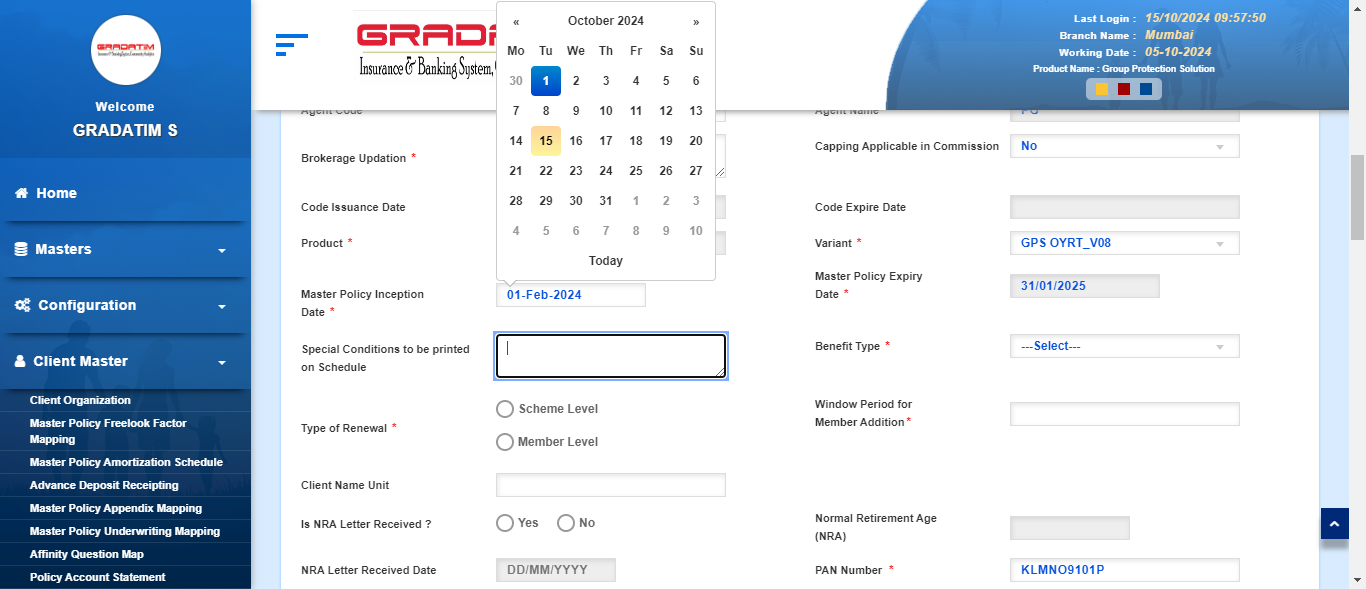 GRADATIM
Welcome
GRADATIM S
Home
Masters
Configuration
Client Master
Client Organization
Master Policy Freelook Factor
Mapping
Master Policy Amortization Schedule
Advance Deposit Receipting
Master Policy Appendix Mapping
Master Policy Underwriting Mapping
Affinity Question Map
Policy Account Statement
GRADA
Insurance & Banking System,
Last Login : 15/10/2024 09:57:50
Branch Name : Mumbai
Working Date : 05-10-2024
Product Name : Group Protection Solution
« October 2024 »
Mo Tu We Th Fr Sa Su
30 1 2 3 4 5 6
7 8 9 10 11 12 13
14 15 16 17 18 19 20
21 22 23 24 25 26 27
28 29 30 31 1 2 3
4 5 6 7 8 9 10
Today
Agent Code
Agent Name
Brokerage Updation *
Capping Applicable in Commission No
Code Issuance Date
Code Expire Date
Product *
Variant * GPS OYRT_V08
Master Policy Inception
Date *
01-Feb-2024
Master Policy Expiry
Date *
31/01/2025
Special Conditions to be printed
on Schedule
Benefit Type * ---Select---
Type of Renewal *
Scheme Level
Member Level
Window Period for
Member Addition*
Client Name Unit
Is NRA Letter Received ? Yes No
Normal Retirement Age
(NRA)
NRA Letter Received Date DD/MM/YYYY
PAN Number * KLMNO9101P